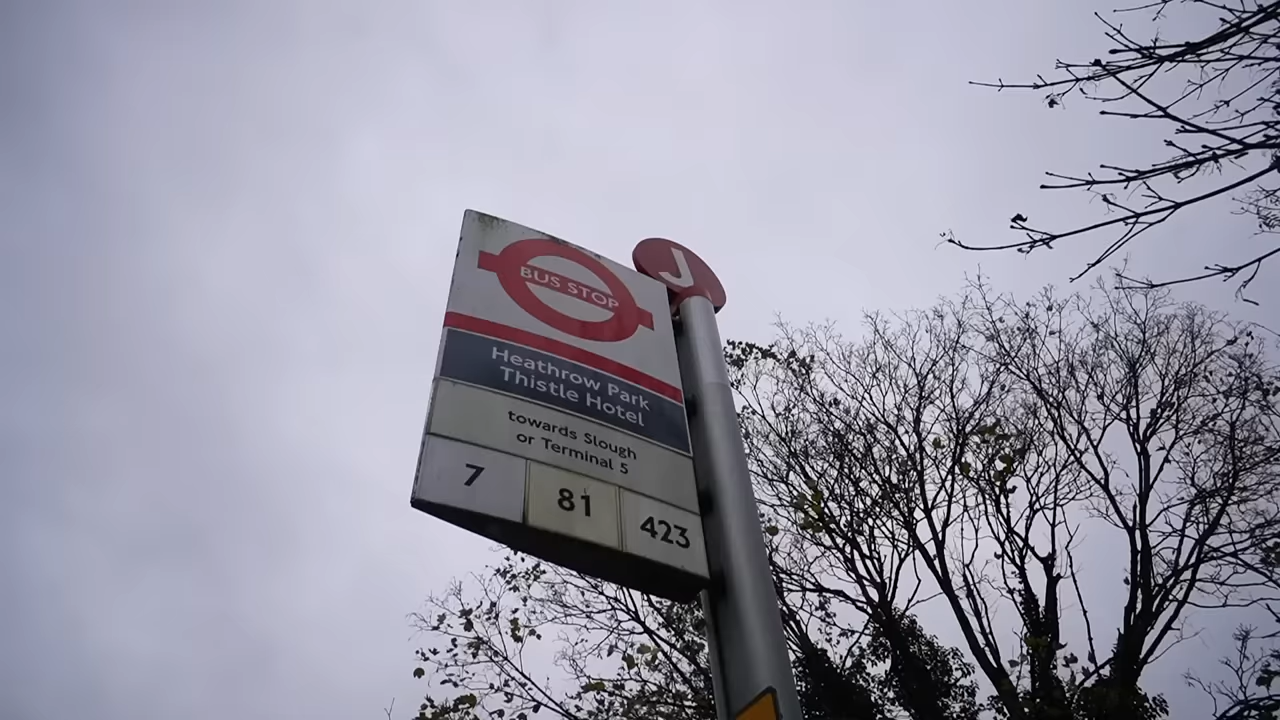 J
BUS STOP
Heathrow Park
Thistle Hotel
towards Slough
or Terminal 5
7
81
423